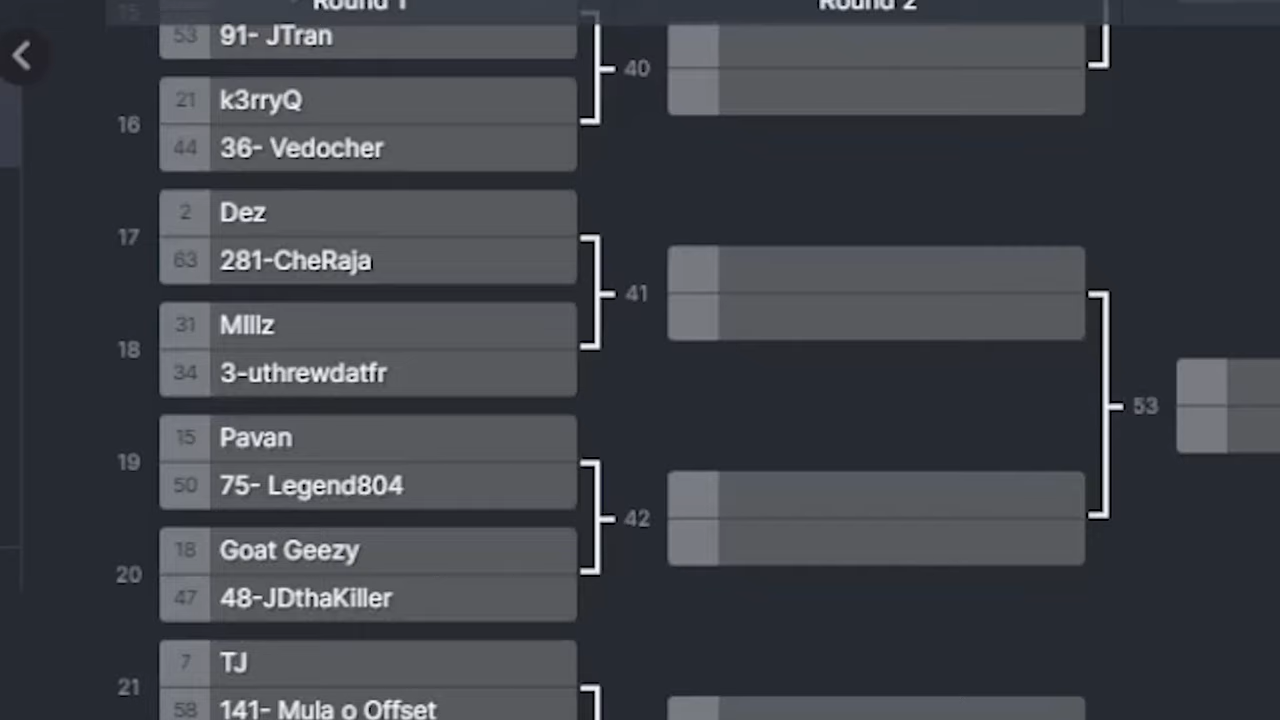 Round 1
Round 2
15
53 91- JTran
40
21 k3rryQ
16
44 36- Vedocher
2 Dez
17
63 281-CheRaja
41
31 MIllz
18
34 3-uthrewdatfr
53
15 Pavan
19
50 75- Legend804
42
18 Goat Geezy
20
47 48-JDthaKiller
7 TJ
21
58 141- Mula o Offset